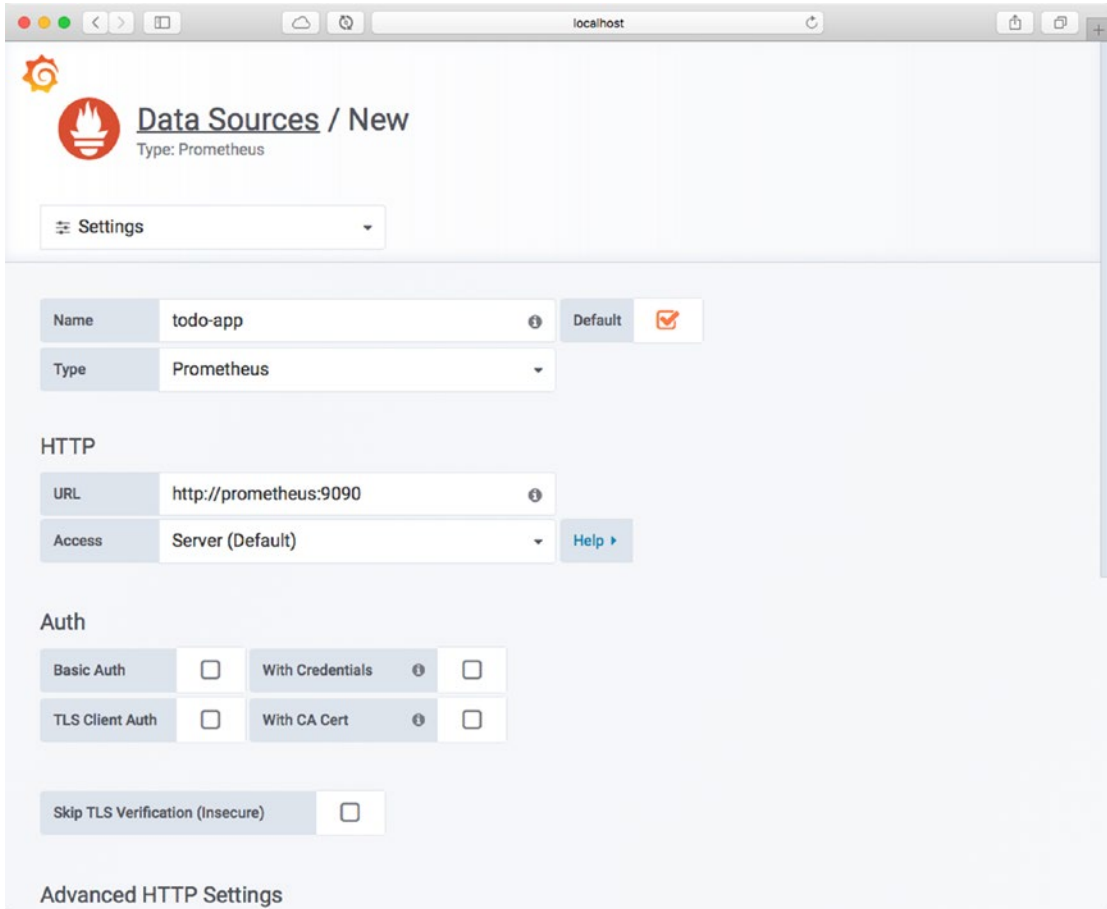 localhost
Data Sources / New
Type: Prometheus
Settings
Name todo-app Default
Type Prometheus
HTTP
URL http://prometheus:9090
Access Server (Default) Help
Auth
Basic Auth With Credentials
TLS Client Auth With CA Cert
Skip TLS Verification (Insecure)
Advanced HTTP Settings